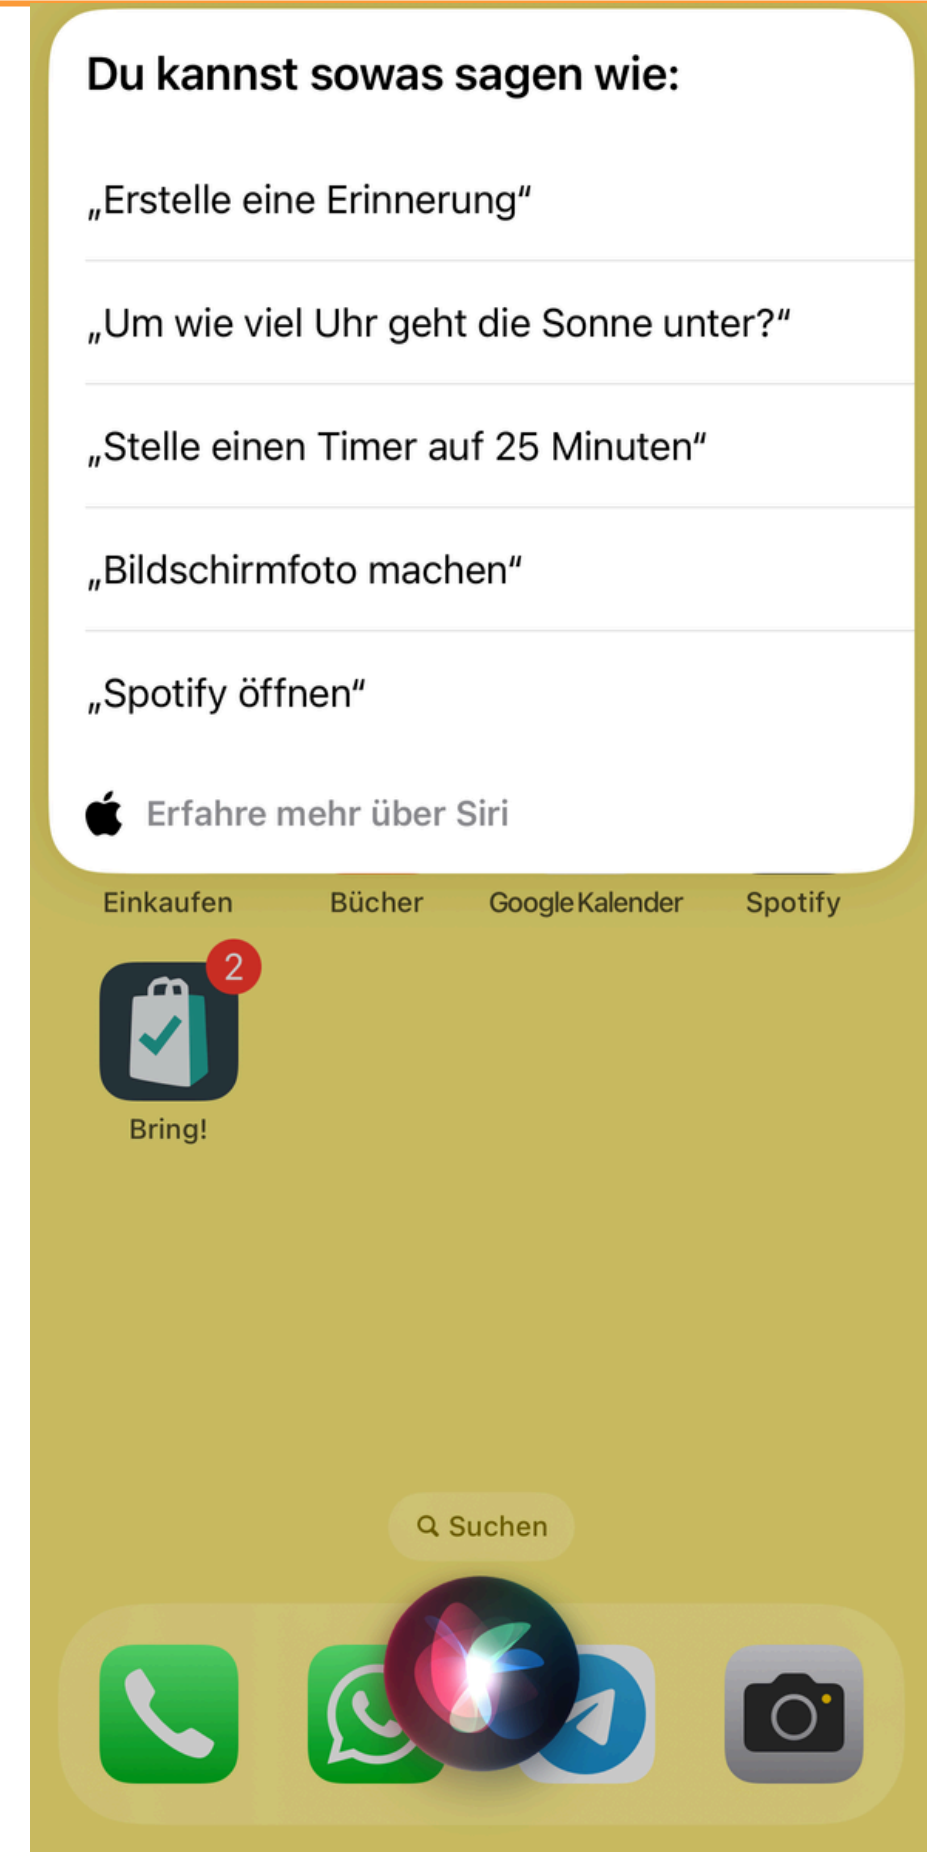 Du kannst sowas sagen wie:
„Erstelle eine Erinnerung“
„Um wie viel Uhr geht die Sonne unter?“
„Stelle einen Timer auf 25 Minuten“
„Bildschirmfoto machen“
„Spotify öffnen“
Erfahre mehr über Siri
Einkaufen Bücher Google Kalender Spotify
2
Bring!
Suchen